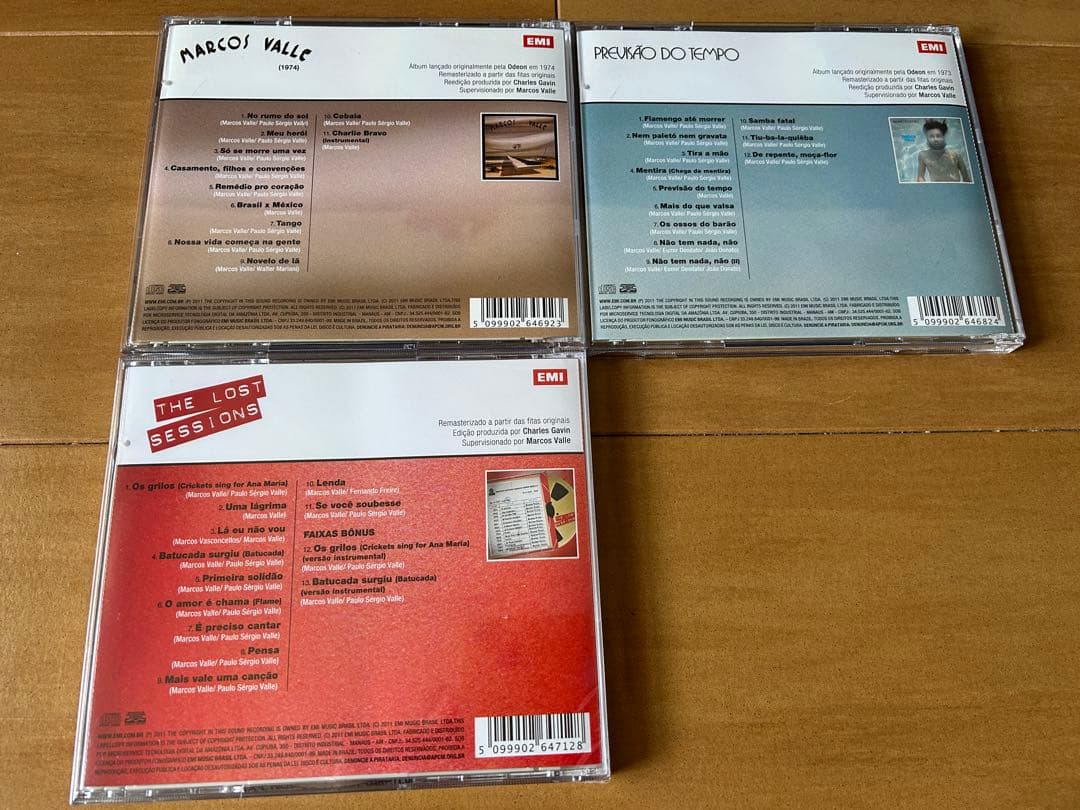 MARCOS VALLE
(1974)
EMI
Álbum lançado originalmente pela Odeon em 1974
Remasterizado a partir das fitas originais
Reedição produzida por Charles Gavin
Supervisionado por Marcos Valle
1. No rumo do sol
(Marcos Valle/ Paulo Sérgio Valle)
2. Meu herói
(Marcos Valle/ Paulo Sérgio Valle)
3. Só se morre uma vez
(Marcos Valle/ Paulo Sérgio Valle)
4. Casamento, filhos e convenções
(Marcos Valle/ Paulo Sérgio Valle)
5. Remédio pro coração
(Marcos Valle/ Paulo Sérgio Valle)
6. Brasil x México
(Marcos Valle)
7. Tango
(Marcos Valle/ Paulo Sérgio Valle)
8. Nossa vida começa na gente
(Marcos Valle/ Paulo Sérgio Valle)
9. Novelo de lã
(Marcos Valle/ Walter Mariani)
10. Cobaia
(Marcos Valle/ Paulo Sérgio Valle)
11. Charlie Bravo
(instrumental)
(Marcos Valle)
MARCOS VALLE
5 099902 646923
PREVISÃO DO TEMPO
EMI
Álbum lançado originalmente pela Odeon em 1973
Remasterizado a partir das fitas originais
Reedição produzida por Charles Gavin
Supervisionado por Marcos Valle
1. Flamengo até morrer
(Marcos Valle/ Paulo Sérgio Valle)
2. Nem paletó nem gravata
(Marcos Valle/ Paulo Sérgio Valle)
3. Tira a mão
(Marcos Valle/ Paulo Sérgio Valle)
4. Mentira (Chega de mentira)
(Marcos Valle/ Paulo Sérgio Valle)
5. Previsão do tempo
(Marcos Valle)
6. Mais do que valsa
(Marcos Valle/ Paulo Sérgio Valle)
7. Os ossos do barão
(Marcos Valle/ Paulo Sérgio Valle)
8. Não tem nada, não
(Marcos Valle/ Eumir Deodato/ João Donato)
9. Não tem nada, não (II)
(Marcos Valle/ Eumir Deodato/ João Donato)
10. Samba fatal
(Marcos Valle/ Paulo Sérgio Valle)
11. Tiu-ba-la-quiêba
(Marcos Valle/ Paulo Sérgio Valle)
12. De repente, moça-flor
(Marcos Valle/ Paulo Sérgio Valle)
5 099902 646824
THE LOST
SESSIONS
EMI
Remasterizado a partir das fitas originais
Edição produzida por Charles Gavin
Supervisionado por Marcos Valle
1. Os grilos (Crickets sing for Ana Maria)
(Marcos Valle/ Paulo Sérgio Valle)
2. Uma lágrima
(Marcos Valle)
3. Lá eu não vou
(Marcos Vasconcellos/ Marcos Valle)
4. Batucada surgiu (Batucada)
(Marcos Valle/ Paulo Sérgio Valle)
5. Primeira solidão
(Marcos Valle/ Paulo Sérgio Valle)
6. O amor é chama (Flame)
(Marcos Valle/ Paulo Sérgio Valle)
7. É preciso cantar
(Marcos Valle/ Paulo Sérgio Valle)
8. Pensa
(Marcos Valle/ Paulo Sérgio Valle)
9. Mais vale uma canção
(Marcos Valle/ Paulo Sérgio Valle)
10. Lenda
(Marcos Valle/ Fernando Freire)
11. Se você soubesse
(Marcos Valle/ Paulo Sérgio Valle)
FAIXAS BÔNUS
12. Os grilos (Crickets sing for Ana Maria)
(versão instrumental)
(Marcos Valle/ Paulo Sérgio Valle)
13. Batucada surgiu (Batucada)
(versão instrumental)
(Marcos Valle/ Paulo Sérgio Valle)
5 099902 647128